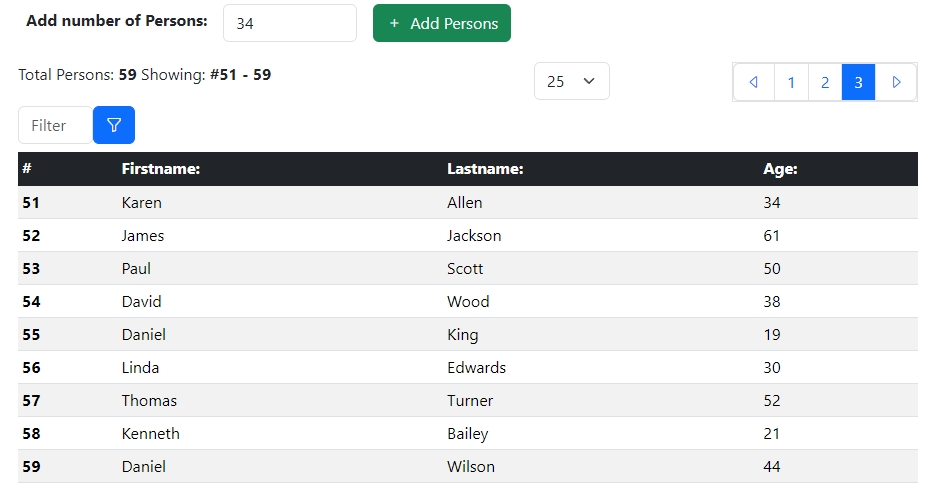 Add number of Persons: 34 + Add Persons
Total Persons: 59 Showing: #51 - 59 25 1 2 3
Filter
# Firstname: Lastname: Age:
51 Karen Allen 34
52 James Jackson 61
53 Paul Scott 50
54 David Wood 38
55 Daniel King 19
56 Linda Edwards 30
57 Thomas Turner 52
58 Kenneth Bailey 21
59 Daniel Wilson 44